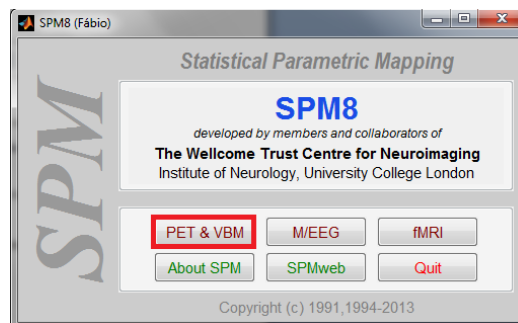 SPM8 (Fábio)
Statistical Parametric Mapping
SPM
SPM8
developed by members and collaborators of
The Wellcome Trust Centre for Neuroimaging
Institute of Neurology, University College London
PET & VBM M/EEG fMRI
About SPM SPMweb Quit
Copyright (c) 1991,1994-2013